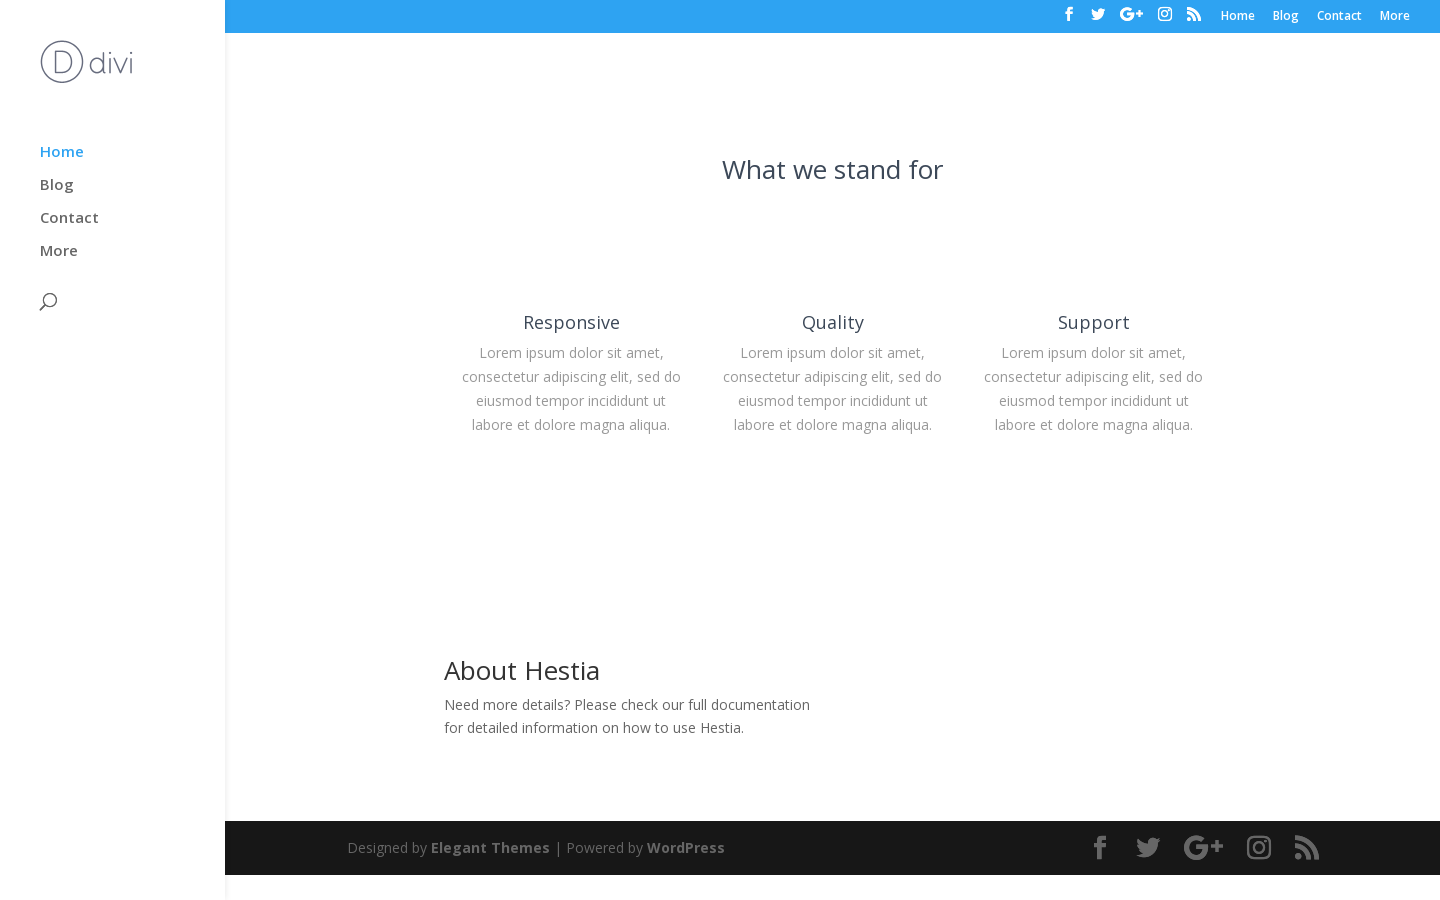 Home Blog Contact More
D divi
Home
Blog
Contact
More
What we stand for
Responsive
Lorem ipsum dolor sit amet,
consectetur adipiscing elit, sed do
eiusmod tempor incididunt ut
labore et dolore magna aliqua.
Quality
Lorem ipsum dolor sit amet,
consectetur adipiscing elit, sed do
eiusmod tempor incididunt ut
labore et dolore magna aliqua.
Support
Lorem ipsum dolor sit amet,
consectetur adipiscing elit, sed do
eiusmod tempor incididunt ut
labore et dolore magna aliqua.
About Hestia
Need more details? Please check our full documentation
for detailed information on how to use Hestia.
Designed by Elegant Themes | Powered by WordPress